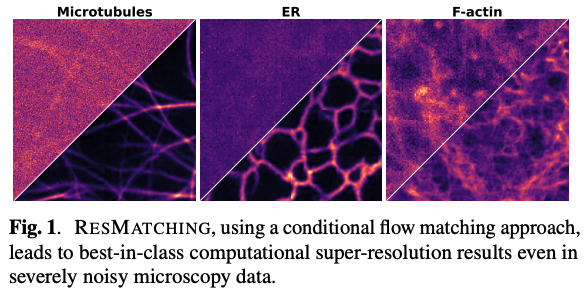 Microtubules ER F-actin
Fig. 1. RESMATCHING, using a conditional flow matching approach,
leads to best-in-class computational super-resolution results even in
severely noisy microscopy data.